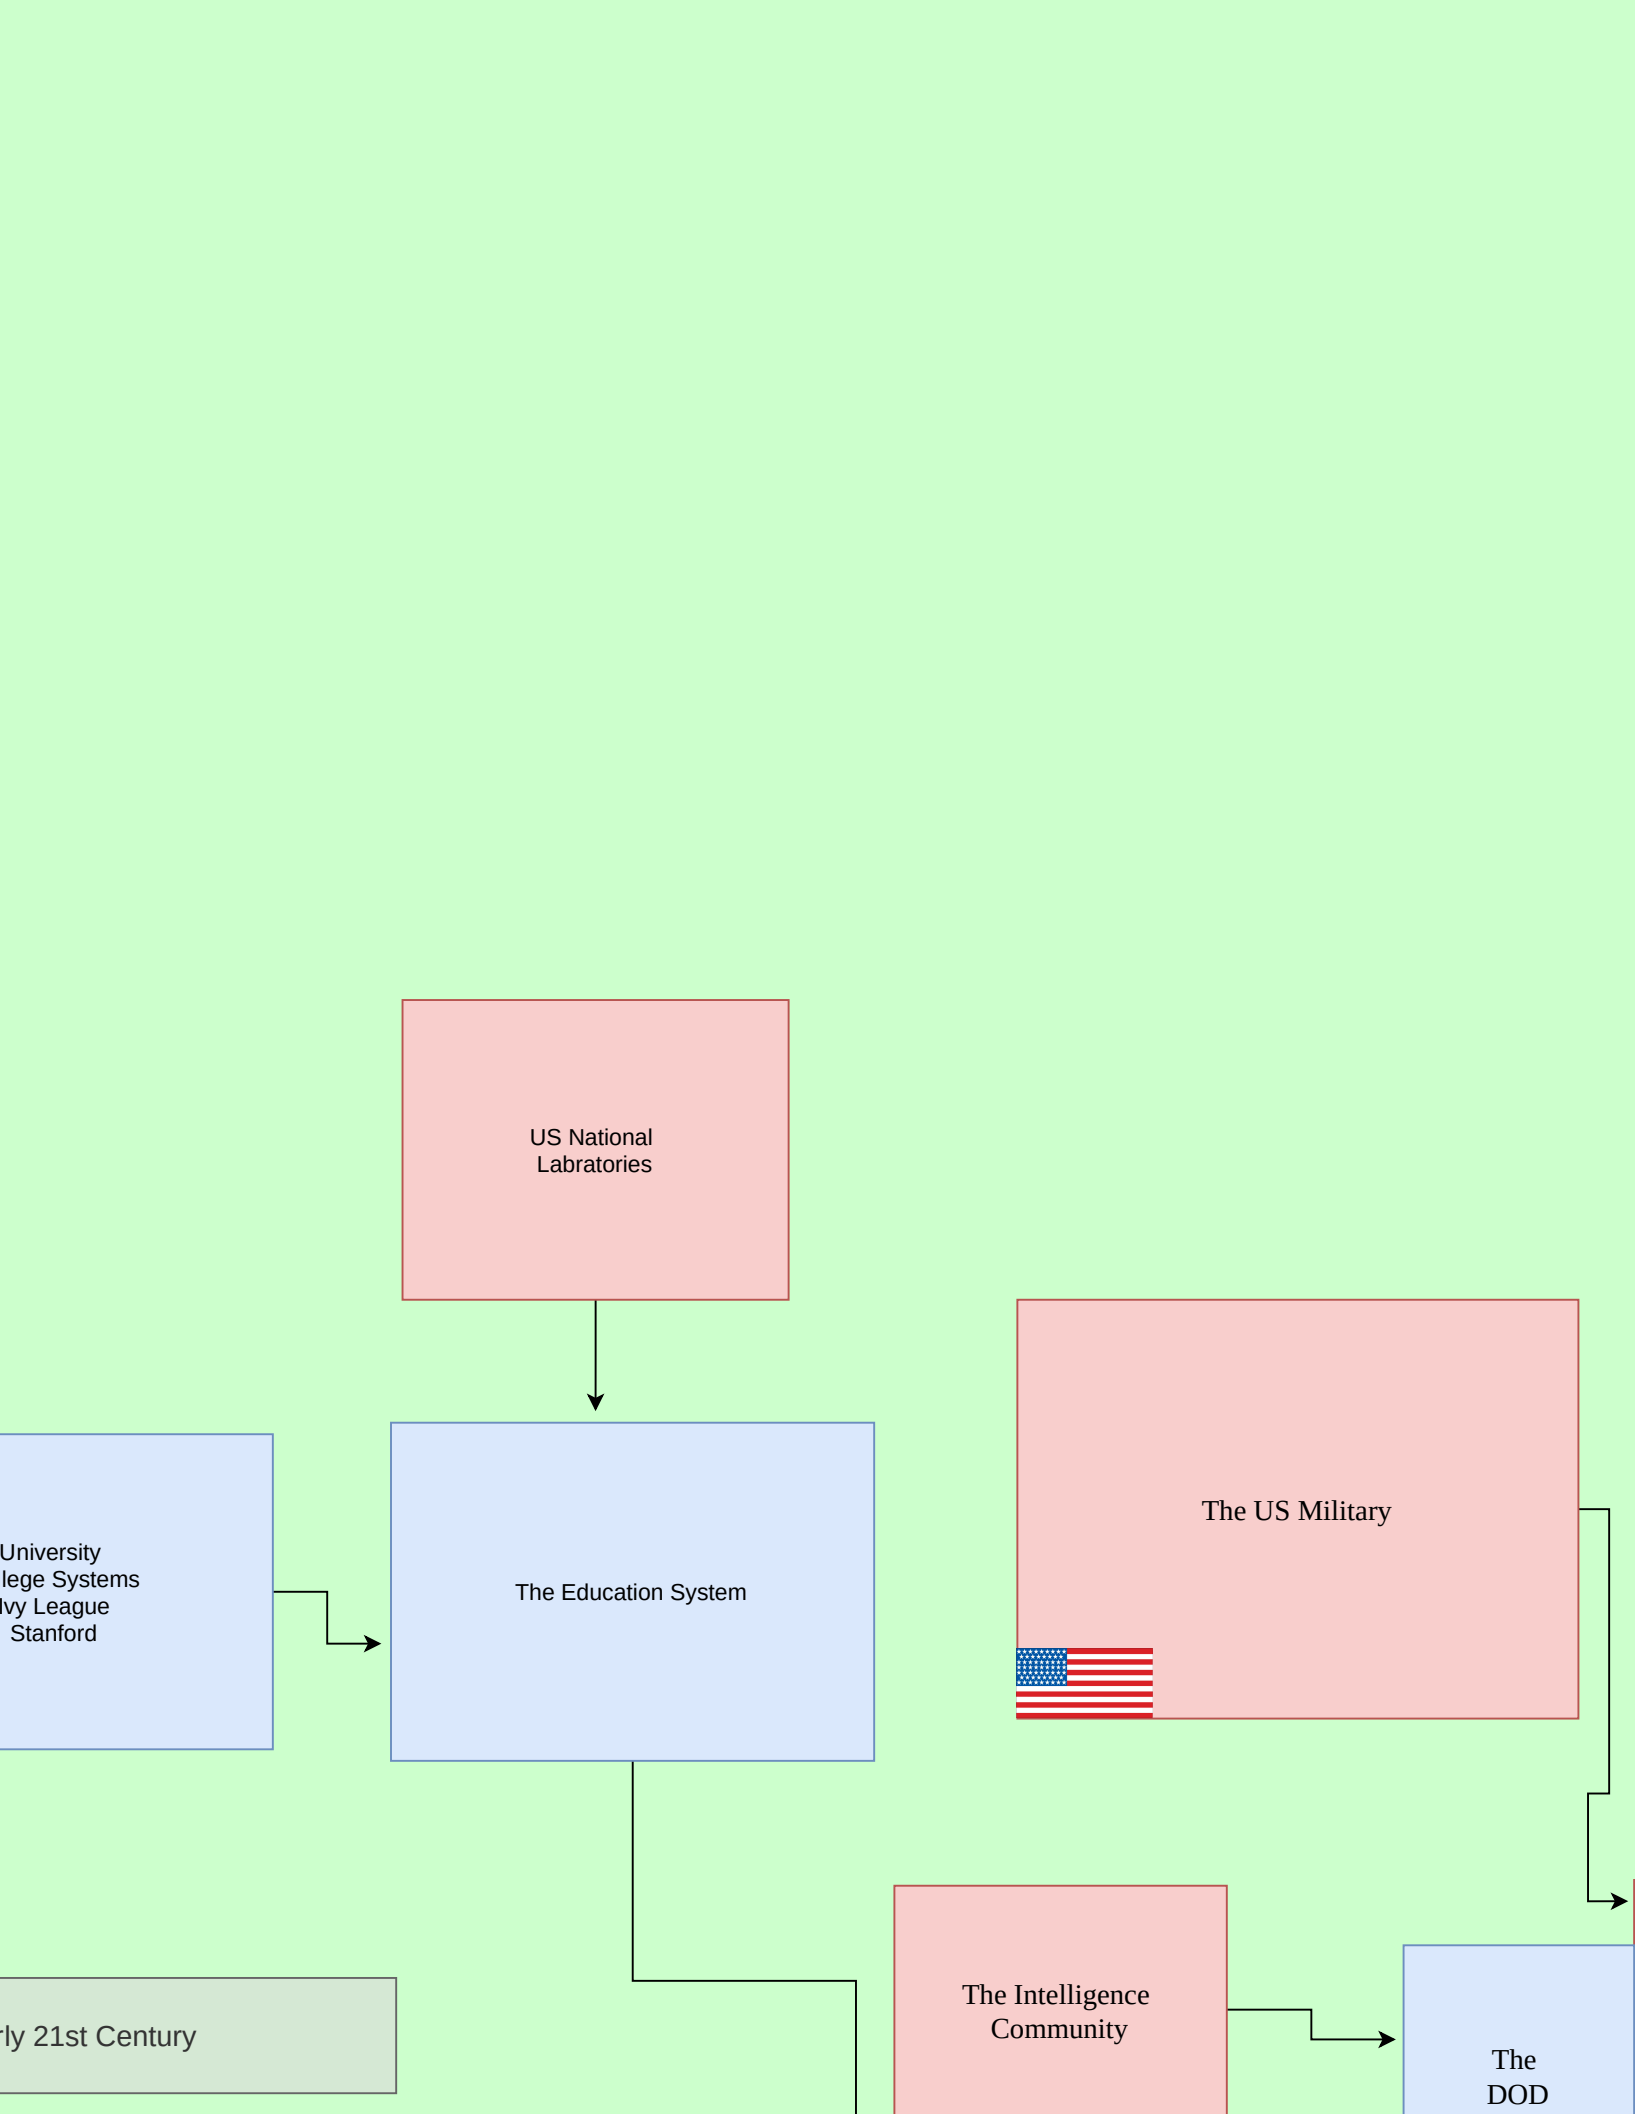 US National
Labratories
The US Military
University
lege Systems
Ivy League
Stanford
The Education System
The Intelligence
Community
rly 21st Century
The
DOD